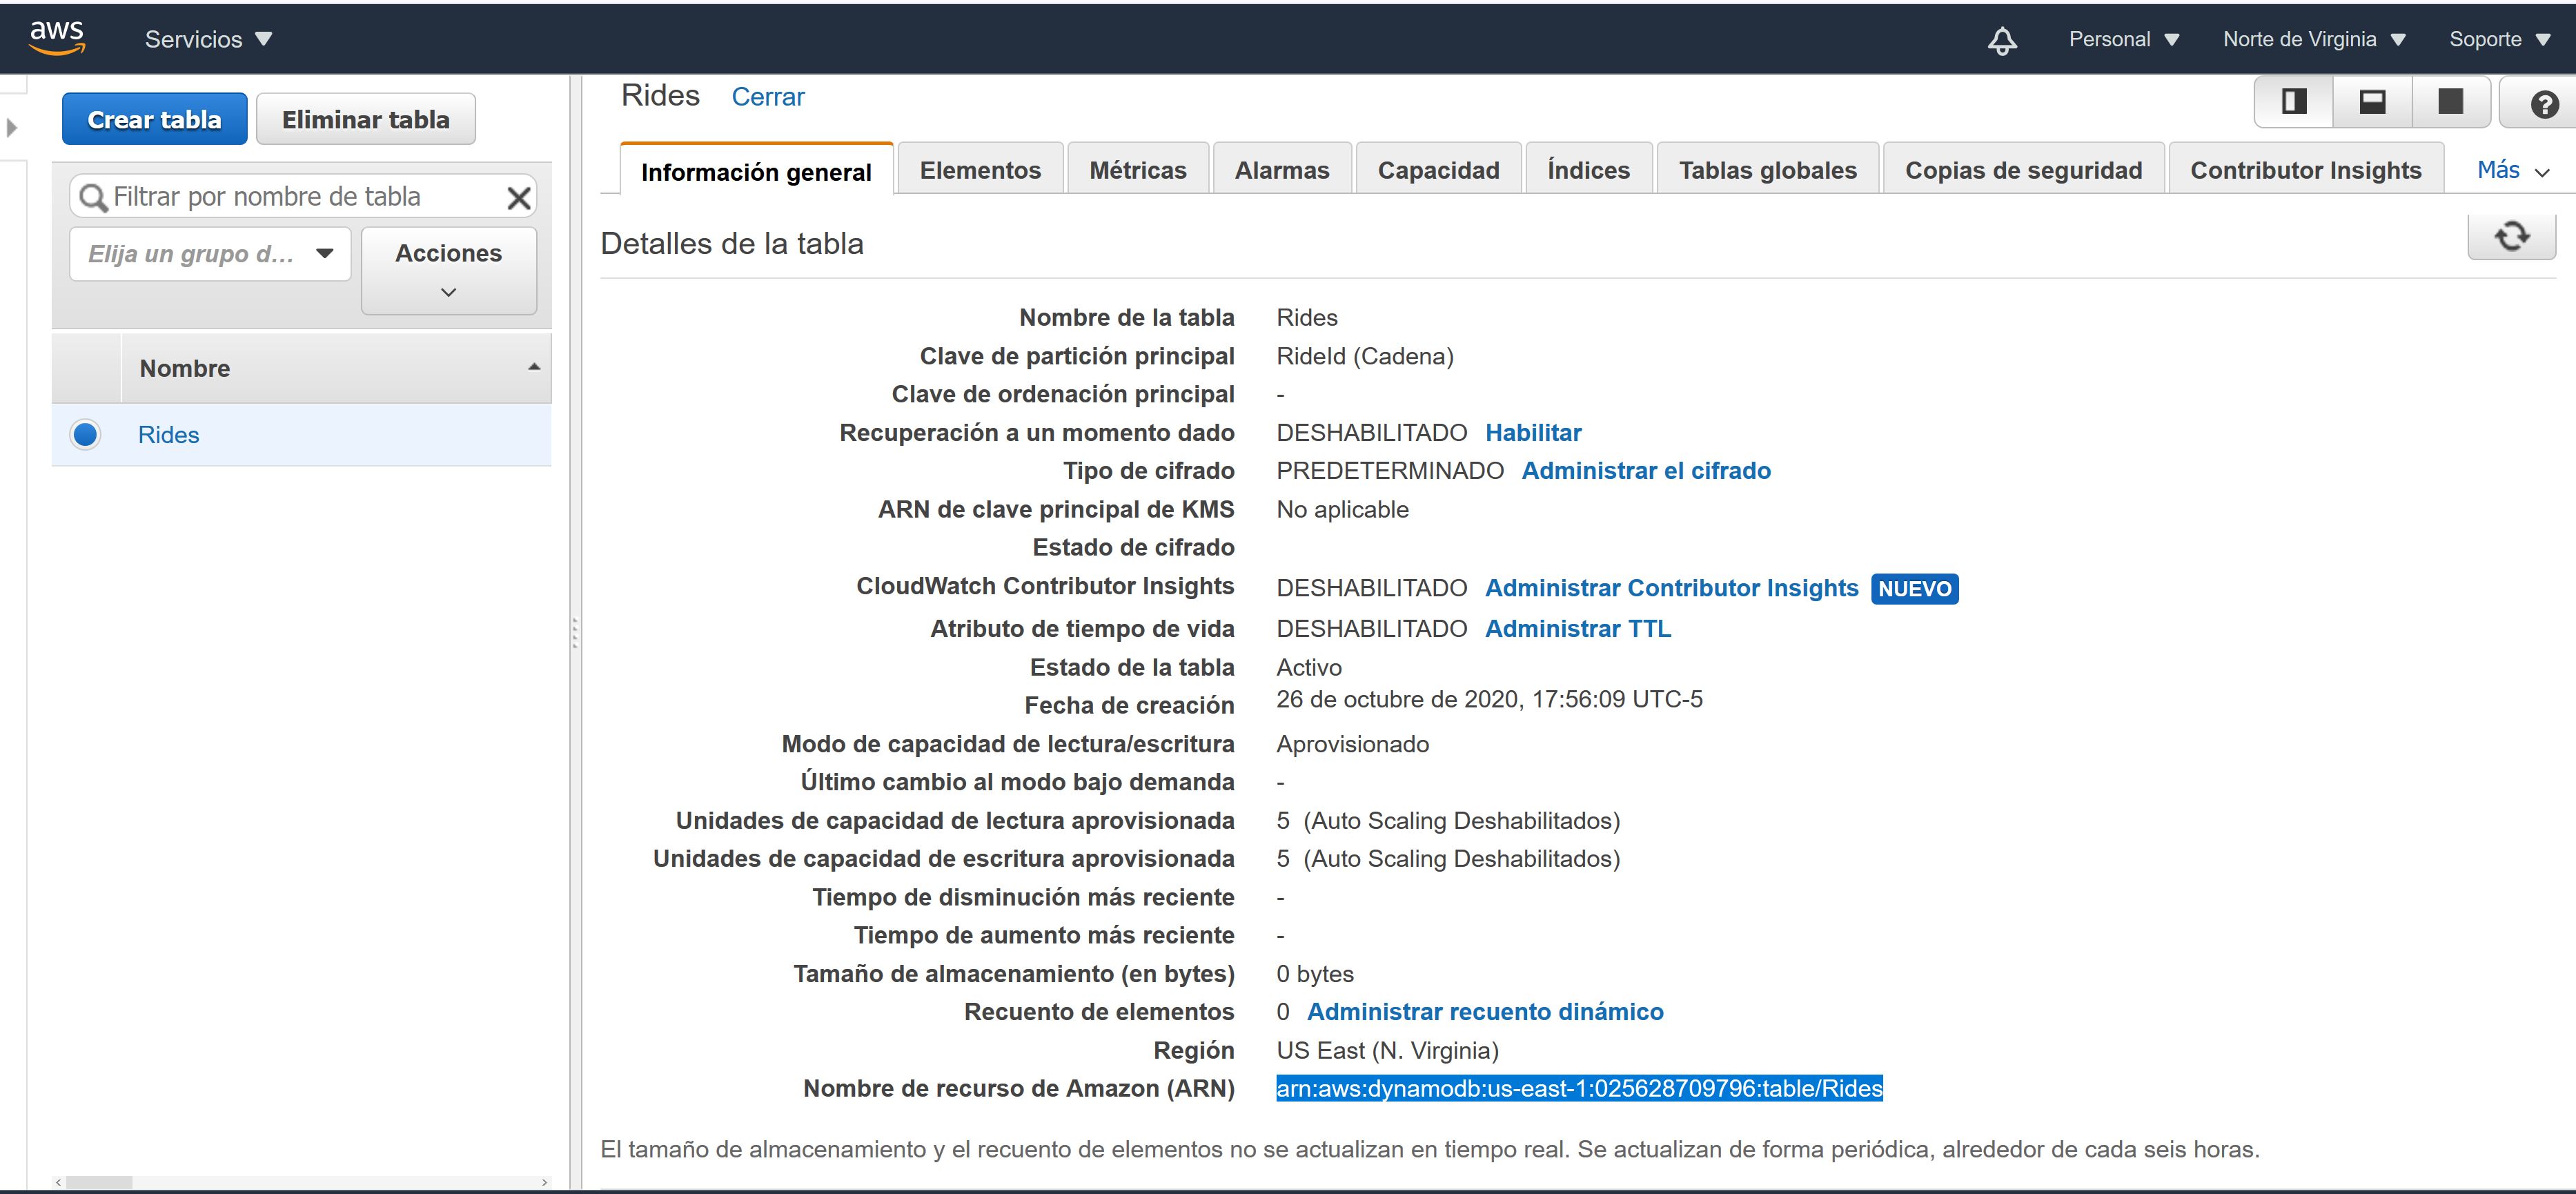 aws Servicios Personal Norte de Virginia Soporte
Crear tabla Eliminar tabla
Filtrar por nombre de tabla
Elija un grupo d... Acciones
Nombre
Rides
Rides Cerrar
Información general Elementos Métricas Alarmas Capacidad Índices Tablas globales Copias de seguridad Contributor Insights Más
Detalles de la tabla
Nombre de la tabla Rides
Clave de partición principal RideId (Cadena)
Clave de ordenación principal -
Recuperación a un momento dado DESHABILITADO Habilitar
Tipo de cifrado PREDETERMINADO Administrar el cifrado
ARN de clave principal de KMS No aplicable
Estado de cifrado
CloudWatch Contributor Insights DESHABILITADO Administrar Contributor Insights NUEVO
Atributo de tiempo de vida DESHABILITADO Administrar TTL
Estado de la tabla Activo
Fecha de creación 26 de octubre de 2020, 17:56:09 UTC-5
Modo de capacidad de lectura/escritura Aprovisionado
Último cambio al modo bajo demanda -
Unidades de capacidad de lectura aprovisionada 5 (Auto Scaling Deshabilitados)
Unidades de capacidad de escritura aprovisionada 5 (Auto Scaling Deshabilitados)
Tiempo de disminución más reciente -
Tiempo de aumento más reciente -
Tamaño de almacenamiento (en bytes) 0 bytes
Recuento de elementos 0 Administrar recuento dinámico
Región US East (N. Virginia)
Nombre de recurso de Amazon (ARN) arn:aws:dynamodb:us-east-1:025628709796:table/Rides
El tamaño de almacenamiento y el recuento de elementos no se actualizan en tiempo real. Se actualizan de forma periódica, alrededor de cada seis horas.